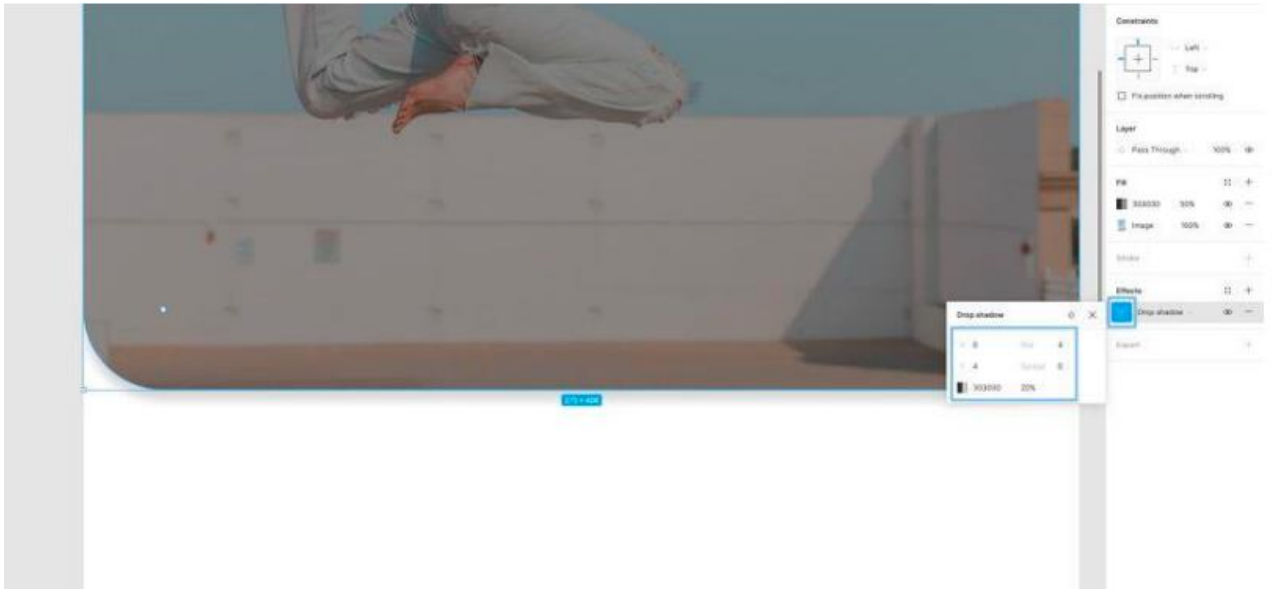 Constraints
Left
Top
Fix position when scrolling
Layer
Pass Through 100%
Fill
303030 50%
Image 100%
Stroke
Effects
Drop shadow
Export
Drop shadow
X 0 Blur 4
Y 4 Spread 0
303030 20%